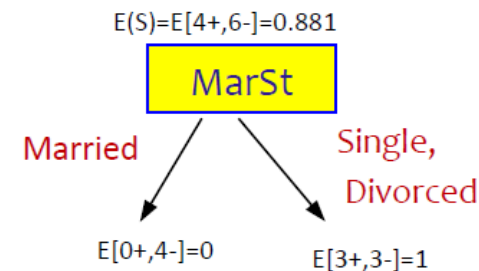 E(S)=E[4+,6-]=0.881
MarSt
Married
Single,
Divorced
E[0+,4-]=0
E[3+,3-]=1